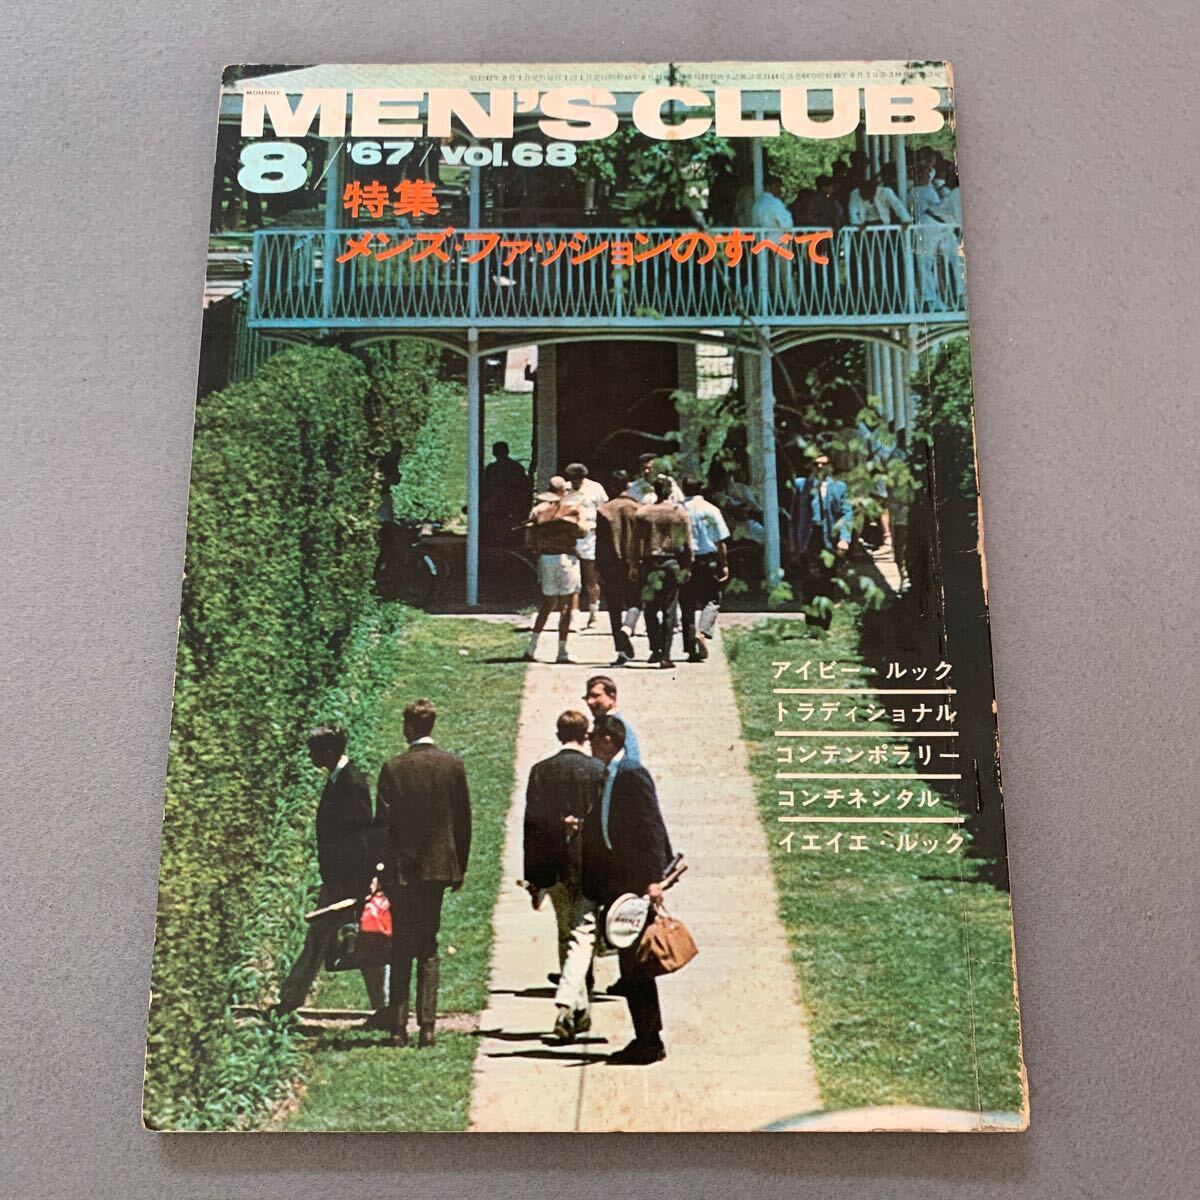 MONTHLY
MEN'S CLUB
8/'67/vol.68
特集
メンズ・ファッションのすべて
アイビー・ルック
トラディショナル
コンテンポラリー
コンチネンタル
イエイエ・ルック